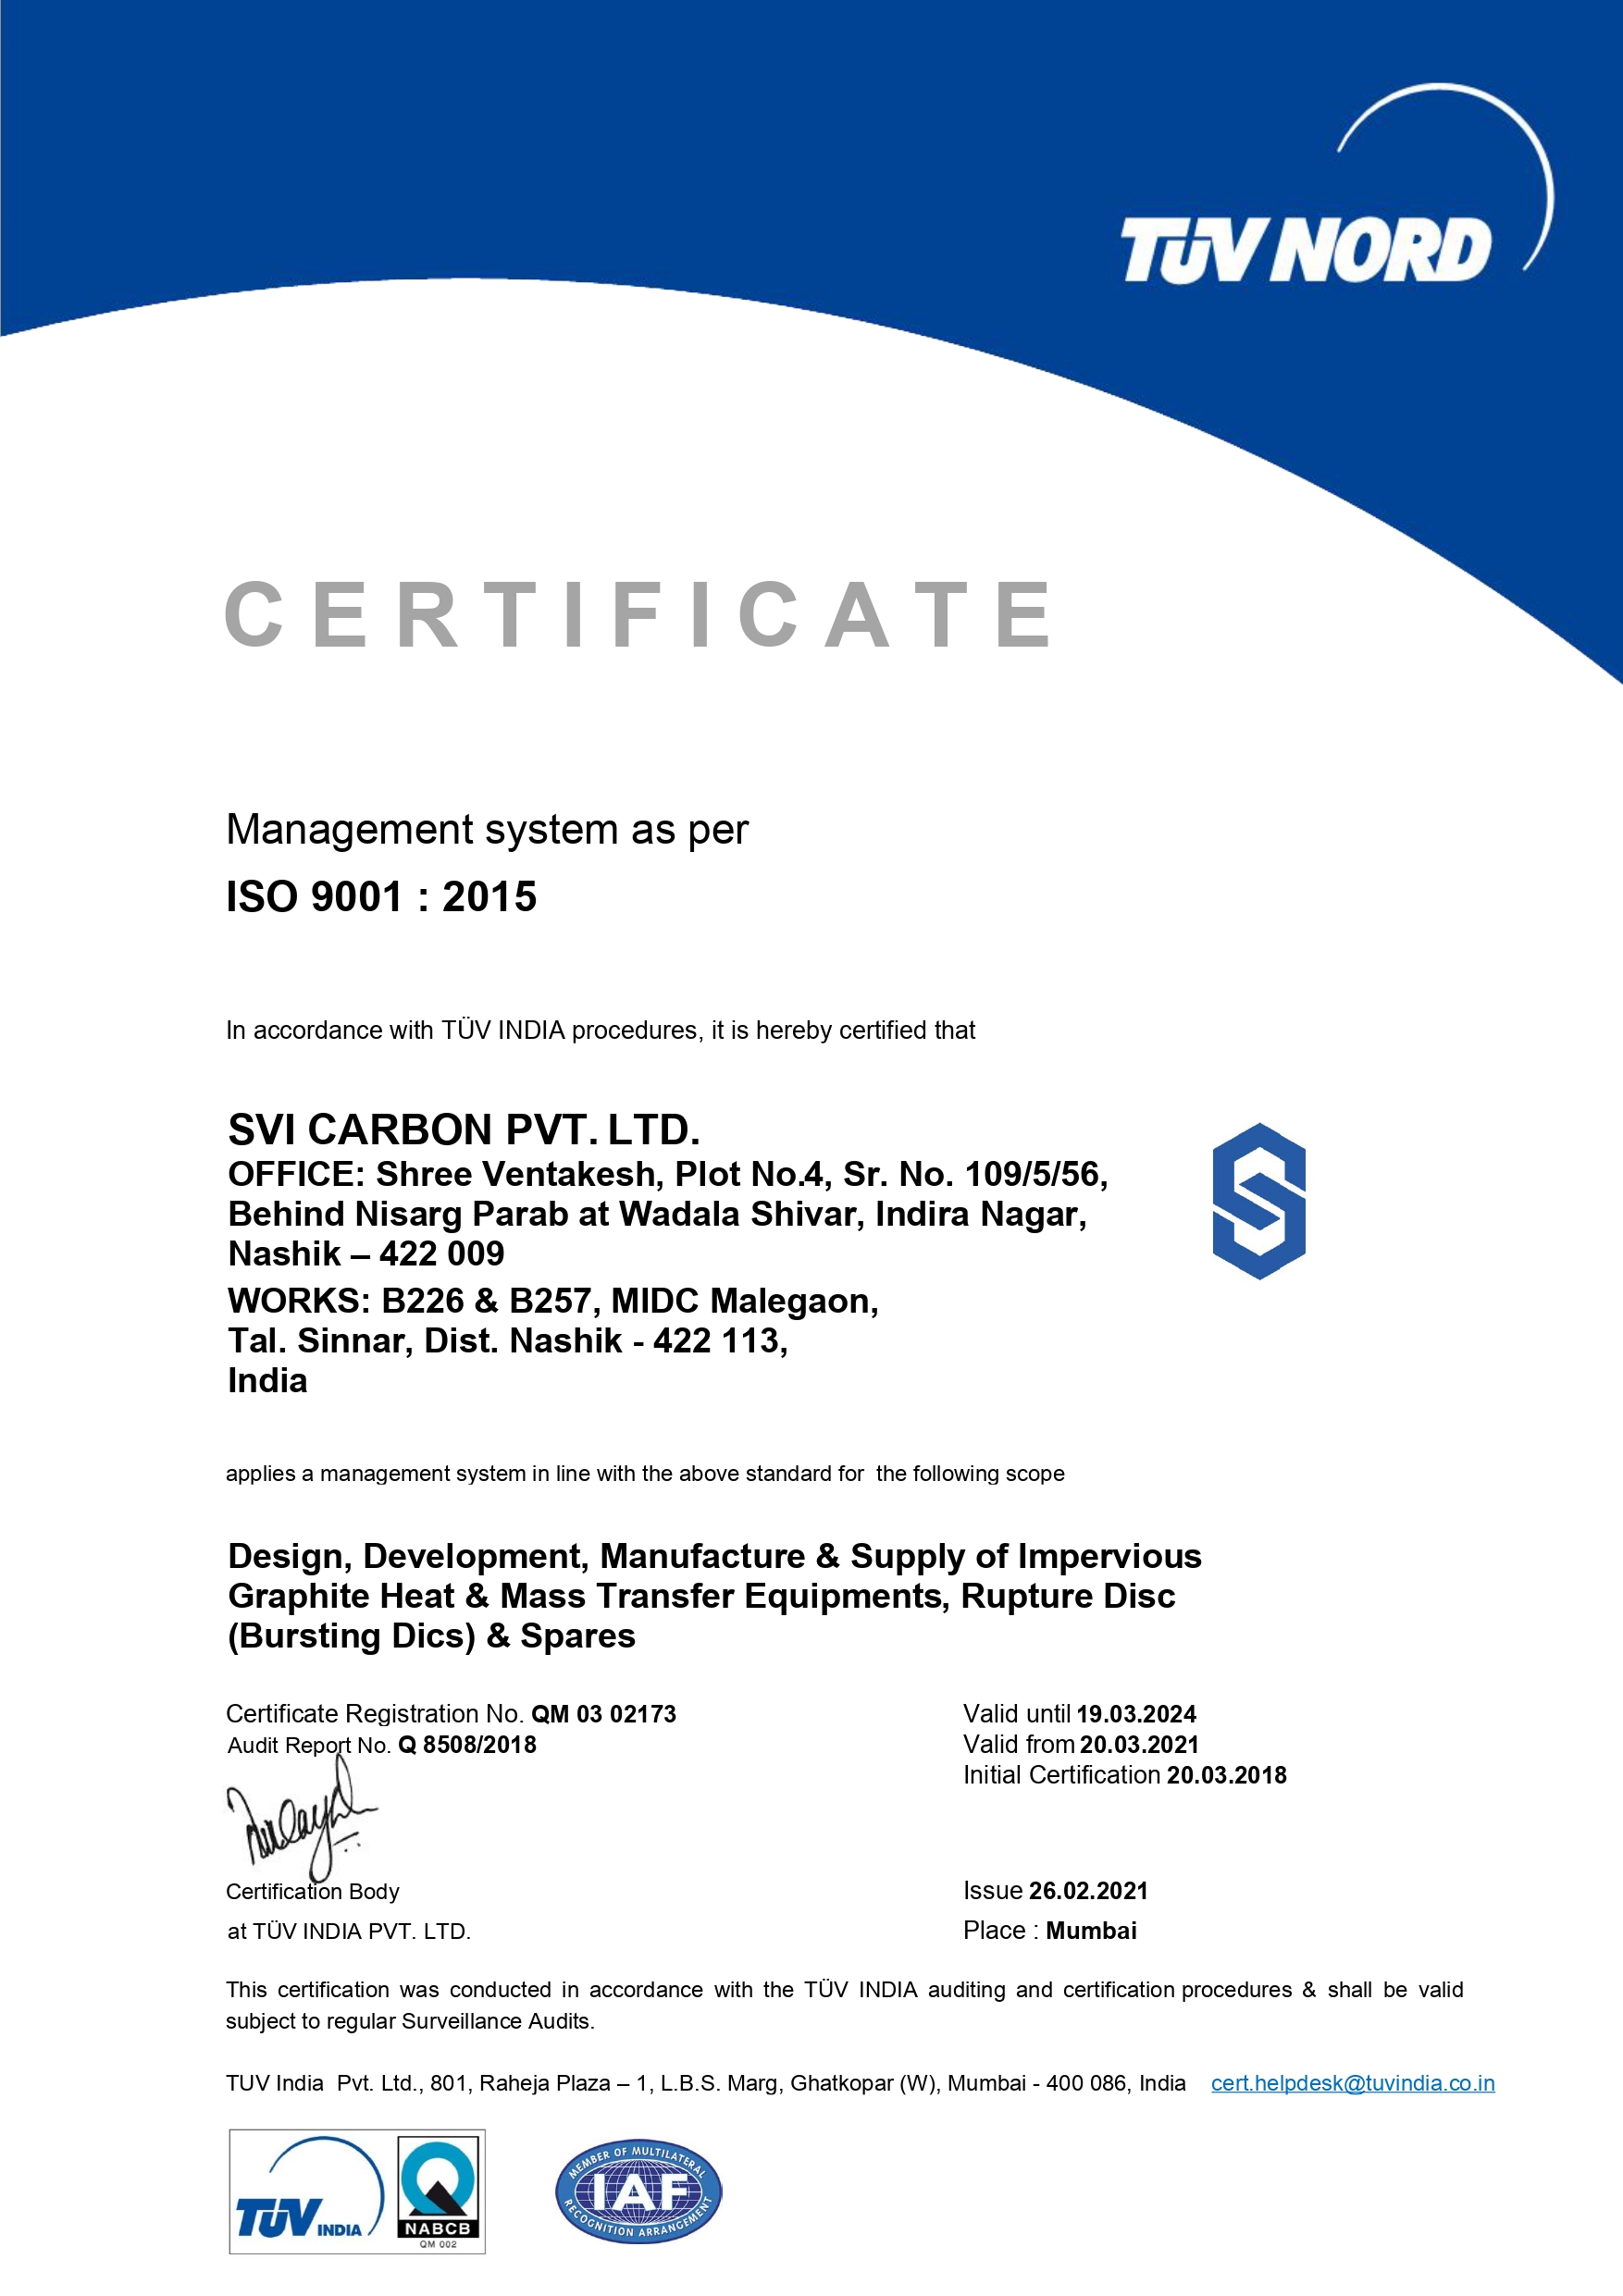 TÜV NORD
CERTIFICATE
Management system as per
ISO 9001 : 2015
In accordance with TÜV INDIA procedures, it is hereby certified that
SVI CARBON PVT. LTD.
OFFICE: Shree Ventakesh, Plot No.4, Sr. No. 109/5/56,
Behind Nisarg Parab at Wadala Shivar, Indira Nagar,
Nashik – 422 009
WORKS: B226 & B257, MIDC Malegaon,
Tal. Sinnar, Dist. Nashik - 422 113,
India
applies a management system in line with the above standard for the following scope
Design, Development, Manufacture & Supply of Impervious
Graphite Heat & Mass Transfer Equipments, Rupture Disc
(Bursting Dics) & Spares
Certificate Registration No. QM 03 02173
Audit Report No. Q 8508/2018
Valid until 19.03.2024
Valid from 20.03.2021
Initial Certification 20.03.2018
Certification Body
at TÜV INDIA PVT. LTD.
Issue 26.02.2021
Place : Mumbai
This certification was conducted in accordance with the TÜV INDIA auditing and certification procedures & shall be valid
subject to regular Surveillance Audits.
TUV India Pvt. Ltd., 801, Raheja Plaza – 1, L.B.S. Marg, Ghatkopar (W), Mumbai - 400 086, India cert.helpdesk@tuvindia.co.in
TÜV INDIA
NABCB
QM 002
MEMBER OF MULTILATERAL
IAF
RECOGNITION ARRANGEMENT